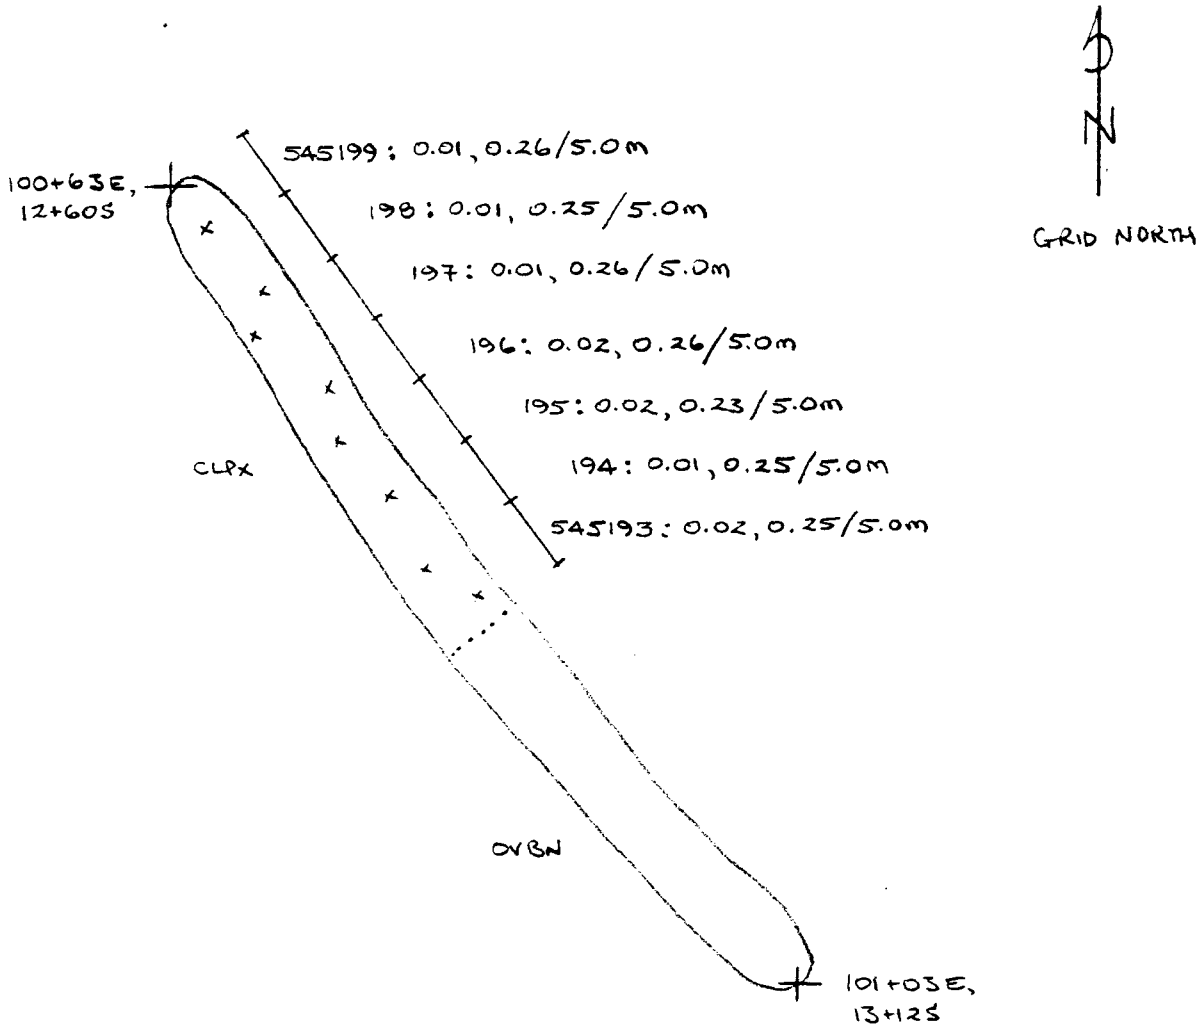 545199: 0.01, 0.26/5.0m
100+63E,
12+60S
198: 0.01, 0.25/5.0m
N
GRID NORTH
197: 0.01, 0.26/5.0m
196: 0.02, 0.26/5.0m
195: 0.02, 0.23/5.0m
CLPX
194: 0.01, 0.25/5.0m
545193: 0.02, 0.25/5.0m
OVBN
101+03E,
13+12S